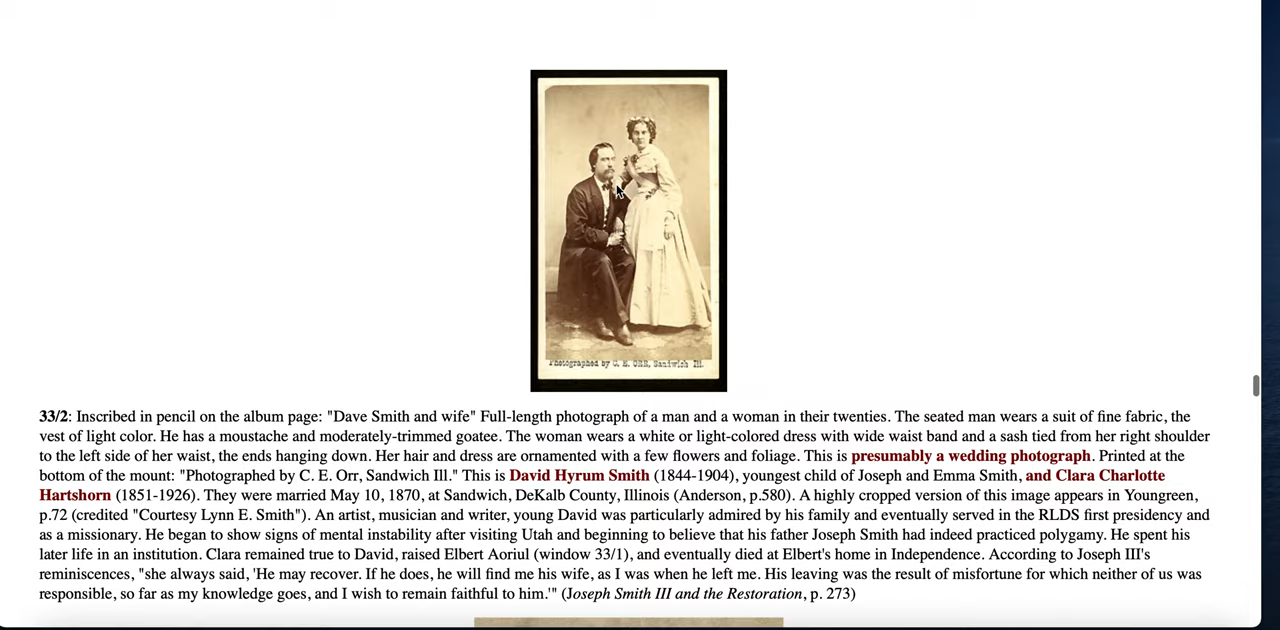 Photographed by C. E. ORR, Sandwich Ill.
33/2: Inscribed in pencil on the album page: "Dave Smith and wife" Full-length photograph of a man and a woman in their twenties. The seated man wears a suit of fine fabric, the
vest of light color. He has a moustache and moderately-trimmed goatee. The woman wears a white or light-colored dress with wide waist band and a sash tied from her right shoulder
to the left side of her waist, the ends hanging down. Her hair and dress are ornamented with a few flowers and foliage. This is presumably a wedding photograph. Printed at the
bottom of the mount: "Photographed by C. E. Orr, Sandwich Ill." This is David Hyrum Smith (1844-1904), youngest child of Joseph and Emma Smith, and Clara Charlotte
Hartshorn (1851-1926). They were married May 10, 1870, at Sandwich, DeKalb County, Illinois (Anderson, p.580). A highly cropped version of this image appears in Youngreen,
p.72 (credited "Courtesy Lynn E. Smith"). An artist, musician and writer, young David was particularly admired by his family and eventually served in the RLDS first presidency and
as a missionary. He began to show signs of mental instability after visiting Utah and beginning to believe that his father Joseph Smith had indeed practiced polygamy. He spent his
later life in an institution. Clara remained true to David, raised Elbert Aoriul (window 33/1), and eventually died at Elbert's home in Independence. According to Joseph III's
reminiscences, "she always said, 'He may recover. If he does, he will find me his wife, as I was when he left me. His leaving was the result of misfortune for which neither of us was
responsible, so far as my knowledge goes, and I wish to remain faithful to him.'" (Joseph Smith III and the Restoration, p. 273)